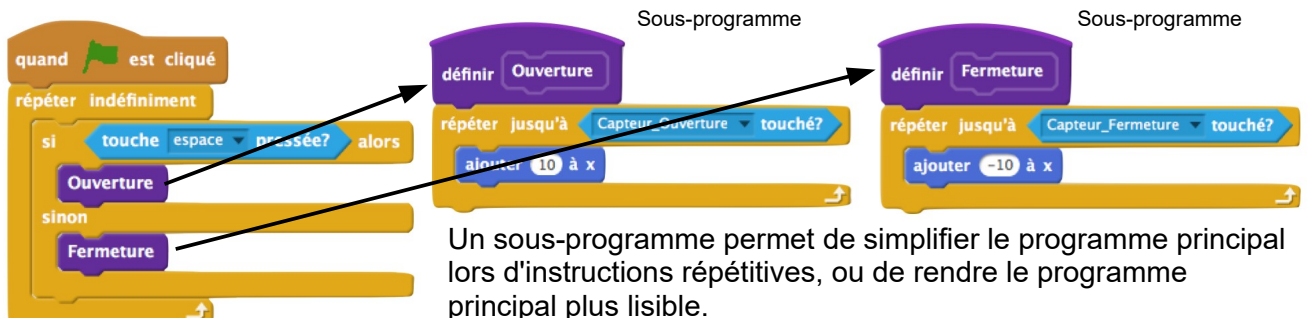 quand est cliqué
répéter indéfiniment
si touche espace pressée? alors
Ouverture
sinon
Fermeture
Sous-programme
définir Ouverture
répéter jusqu'à Capteur_Ouverture touché?
ajouter 10 à x
Sous-programme
définir Fermeture
répéter jusqu'à Capteur_Fermeture touché?
ajouter -10 à x
Un sous-programme permet de simplifier le programme principal
lors d'instructions répétitives, ou de rendre le programme
principal plus lisible.